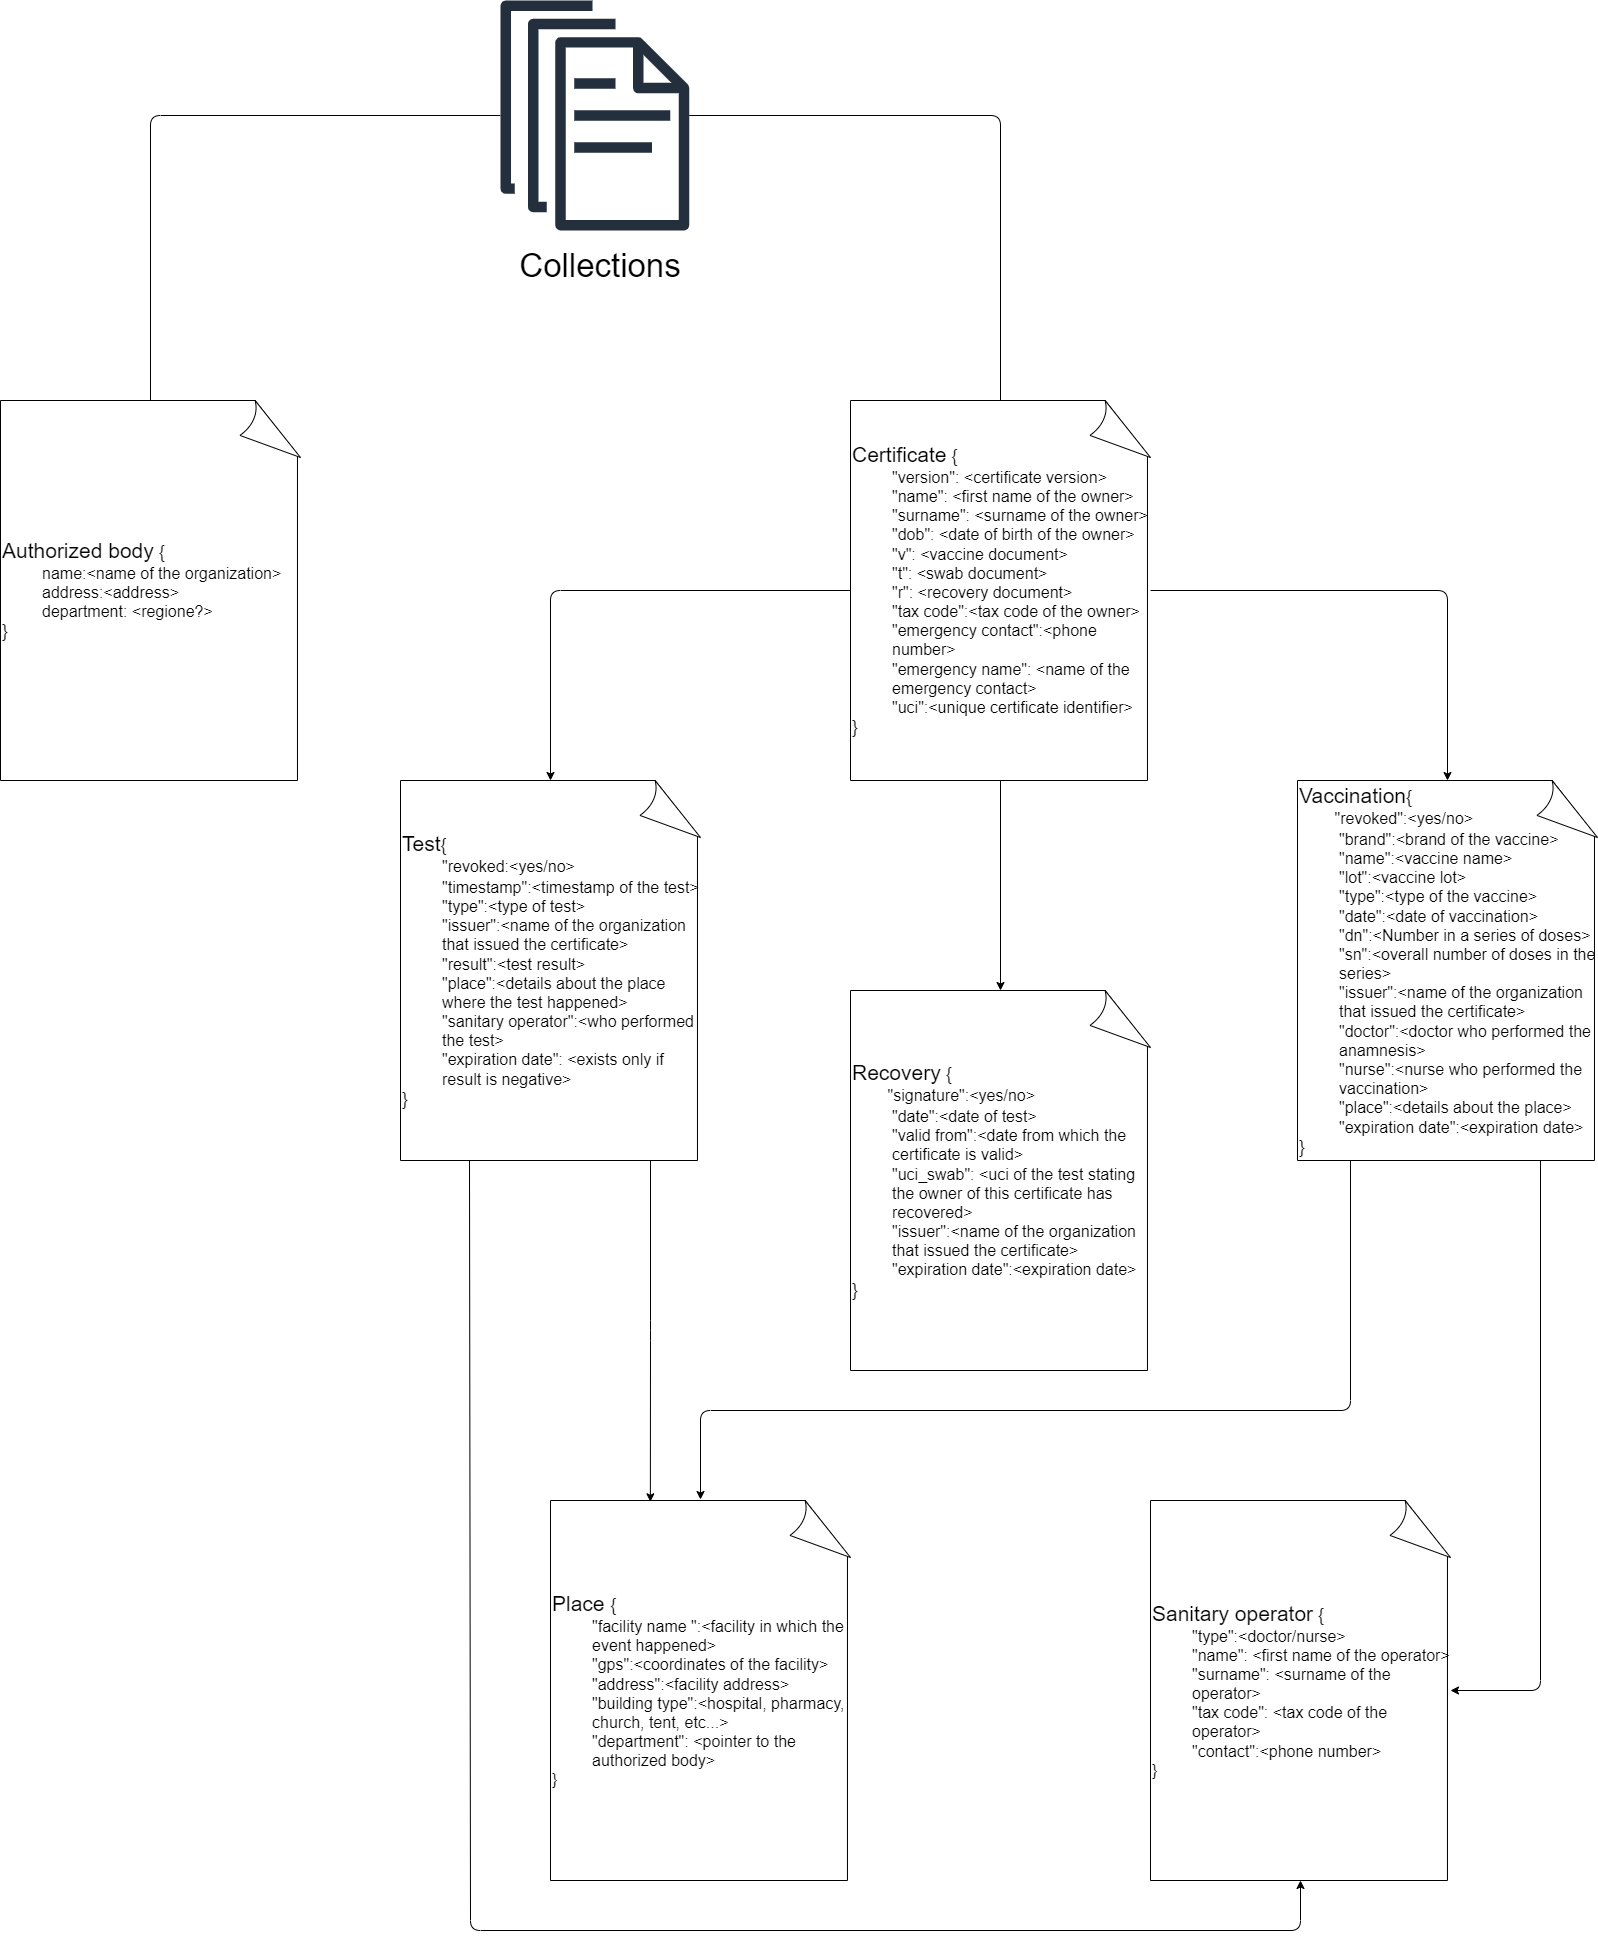 Collections
Authorized body {
name:<name of the organization>
address:<address>
department: <regione?>
}
Certificate {
"version": <certificate version>
"name": <first name of the owner>
"surname": <surname of the owner>
"dob": <date of birth of the owner>
"v": <vaccine document>
"t": <swab document>
"r": <recovery document>
"tax code":<tax code of the owner>
"emergency contact":<phone
number>
"emergency name": <name of the
emergency contact>
"uci":<unique certificate identifier>
}
Test{
"revoked:<yes/no>
"timestamp":<timestamp of the test>
"type":<type of test>
"issuer":<name of the organization
that issued the certificate>
"result":<test result>
"place":<details about the place
where the test happened>
"sanitary operator":<who performed
the test>
"expiration date": <exists only if
result is negative>
}
Recovery {
"signature":<yes/no>
"date":<date of test>
"valid from":<date from which the
certificate is valid>
"uci_swab": <uci of the test stating
the owner of this certificate has
recovered>
"issuer":<name of the organization
that issued the certificate>
"expiration date":<expiration date>
}
Vaccination{
"revoked":<yes/no>
"brand":<brand of the vaccine>
"name":<vaccine name>
"lot":<vaccine lot>
"type":<type of the vaccine>
"date":<date of vaccination>
"dn":<Number in a series of doses>
"sn":<overall number of doses in the
series>
"issuer":<name of the organization
that issued the certificate>
"doctor":<doctor who performed the
anamnesis>
"nurse":<nurse who performed the
vaccination>
"place":<details about the place>
"expiration date":<expiration date>
}
Place {
"facility name ":<facility in which the
event happened>
"gps":<coordinates of the facility>
"address":<facility address>
"building type":<hospital, pharmacy,
church, tent, etc...>
"department": <pointer to the
authorized body>
}
Sanitary operator {
"type":<doctor/nurse>
"name": <first name of the operator>
"surname": <surname of the
operator>
"tax code": <tax code of the
operator>
"contact":<phone number>
}